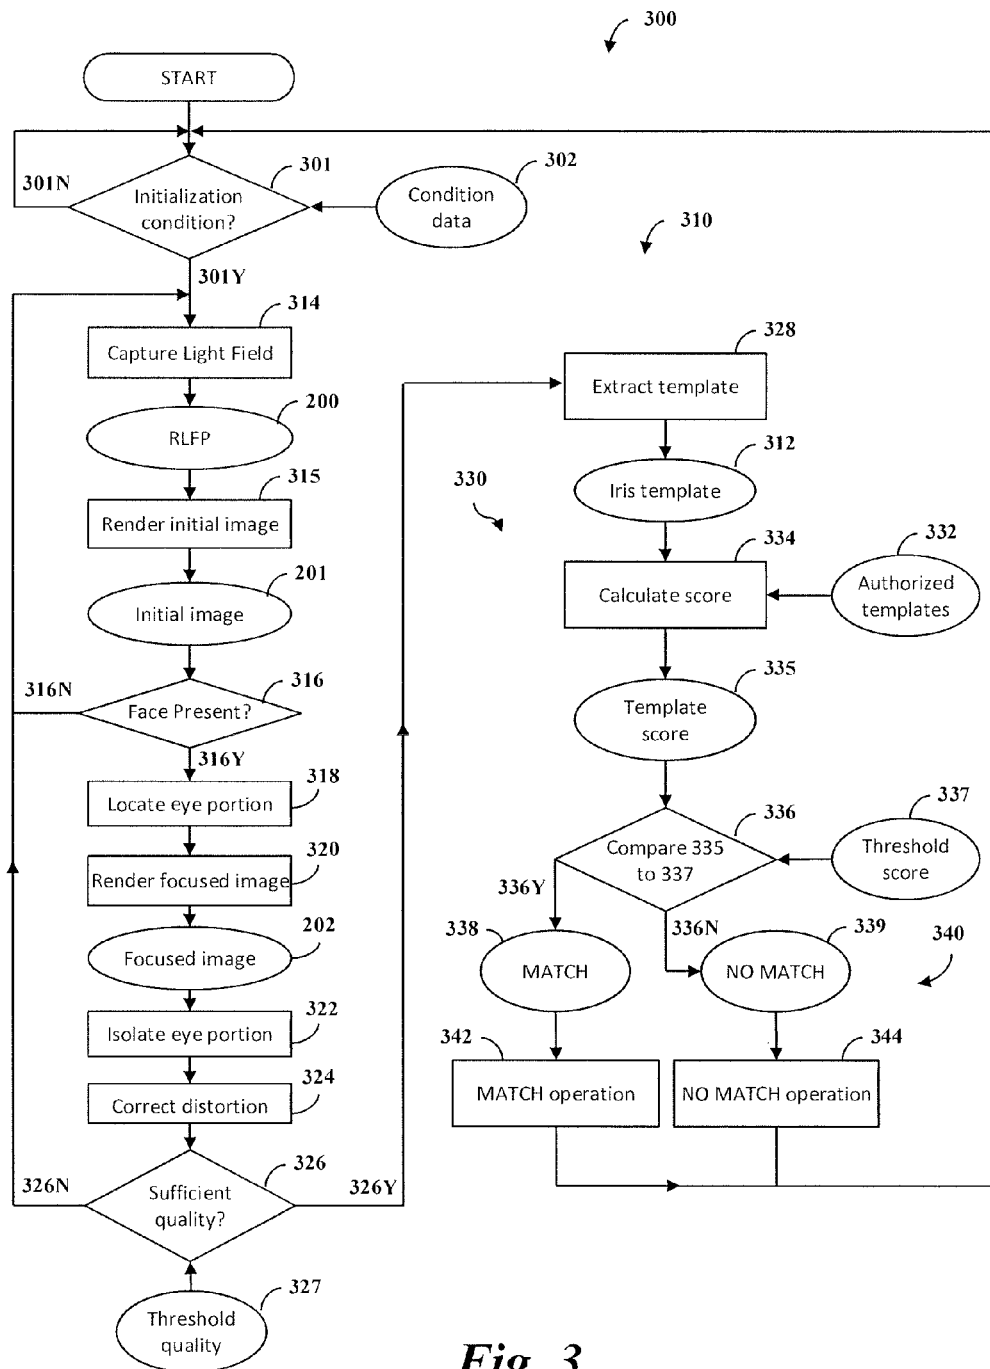 300
START
301N
301
302
Initialization
condition?
Condition
data
310
301Y
314
Capture Light Field
200
RLFP
315
Render initial image
201
Initial image
316N
316
Face Present?
316Y
318
Locate eye portion
320
Render focused image
202
Focused image
322
Isolate eye portion
324
Correct distortion
326N
326
326Y
Sufficient
quality?
327
Threshold
quality
328
Extract template
312
Iris template
330
334
332
Calculate score
Authorized
templates
335
Template
score
336
337
Compare 335
to 337
Threshold
score
336Y
336N
338
339
340
MATCH
NO MATCH
342
344
MATCH operation
NO MATCH operation
Fig. 3